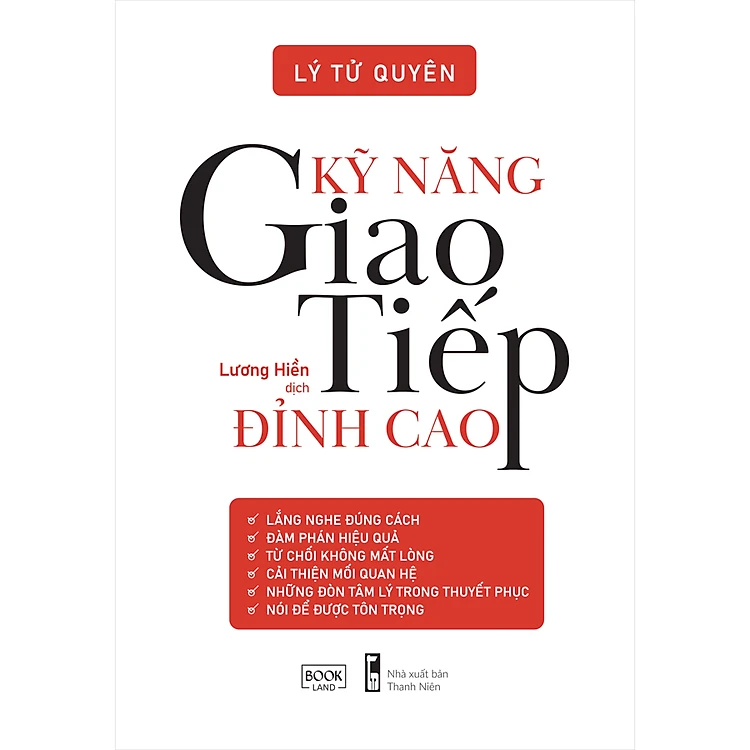 LÝ TỬ QUYÊN
KỸ NĂNG
Giao
Tiếp
Lương Hiền
dịch
ĐỈNH CAO
LẮNG NGHE ĐÚNG CÁCH
ĐÀM PHÁN HIỆU QUẢ
TỪ CHỐI KHÔNG MẤT LÒNG
CẢI THIỆN MỐI QUAN HỆ
NHỮNG ĐÒN TÂM LÝ TRONG THUYẾT PHỤC
NÓI ĐỂ ĐƯỢC TÔN TRỌNG
BOOK
LAND
Nhà xuất bản
Thanh Niên